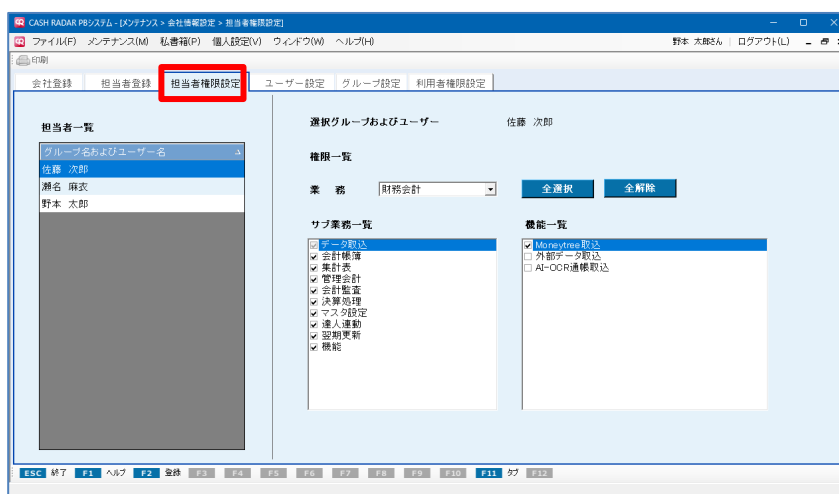 CASH RADAR PBシステム - [メンテナンス > 会社情報設定 > 担当者権限設定]
ファイル(F) メンテナンス(M) 私書箱(P) 個人設定(V) ウィンドウ(W) ヘルプ(H) 野本 太郎さん ログアウト(L)
印刷
会社登録 担当者登録 担当者権限設定 ユーザー設定 グループ設定 利用者権限設定
担当者一覧
グループ名およびユーザー名
佐藤 次郎
瀬名 麻衣
野本 太郎
選択グループおよびユーザー 佐藤 次郎
権限一覧
業 務 財務会計 全選択 全解除
サブ業務一覧
データ取込
会計帳簿
集計表
管理会計
会計監査
決算処理
マスタ設定
達人連動
翌期更新
機能
機能一覧
Moneytree取込
外部データ取込
AI-OCR通帳取込
ESC 終了 F1 ヘルプ F2 登録 F3 F4 F5 F6 F7 F8 F9 F10 F11 タブ F12